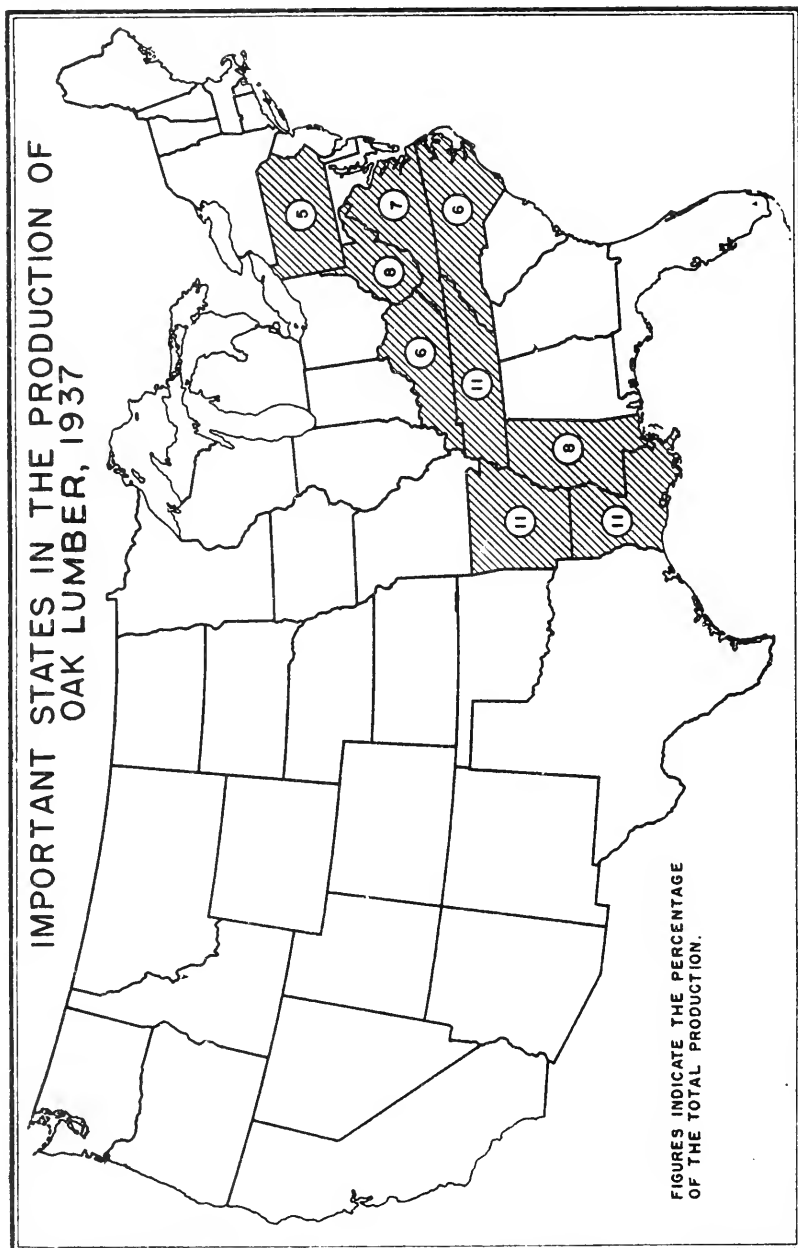 IMPORTANT STATES IN THE PRODUCTION OF
OAK LUMBER, 1937
5
7
8
6
6
11
8
11
11
FIGURES INDICATE THE PERCENTAGE
OF THE TOTAL PRODUCTION.